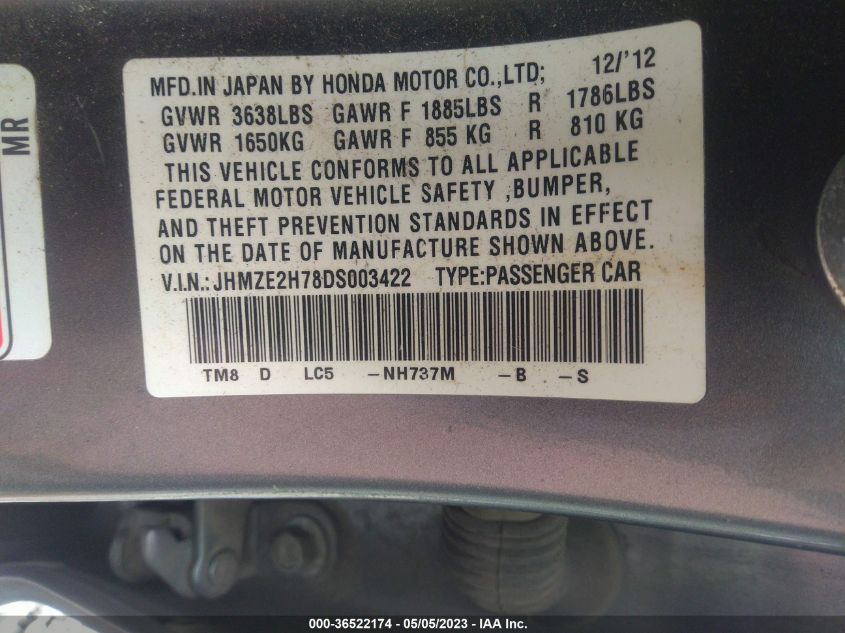 MFD.IN JAPAN BY HONDA MOTOR CO.,LTD; 12/'12
GVWR 3638LBS GAWR F 1885LBS R 1786LBS
GVWR 1650KG GAWR F 855 KG R 810 KG
THIS VEHICLE CONFORMS TO ALL APPLICABLE
FEDERAL MOTOR VEHICLE SAFETY ,BUMPER,
AND THEFT PREVENTION STANDARDS IN EFFECT
ON THE DATE OF MANUFACTURE SHOWN ABOVE.
V.I.N.: JHMZE2H78DS003422 TYPE:PASSENGER CAR
TM8 D LC5 -NH737M -B -S
MR
000-36522174 - 05/05/2023 - IAA Inc.